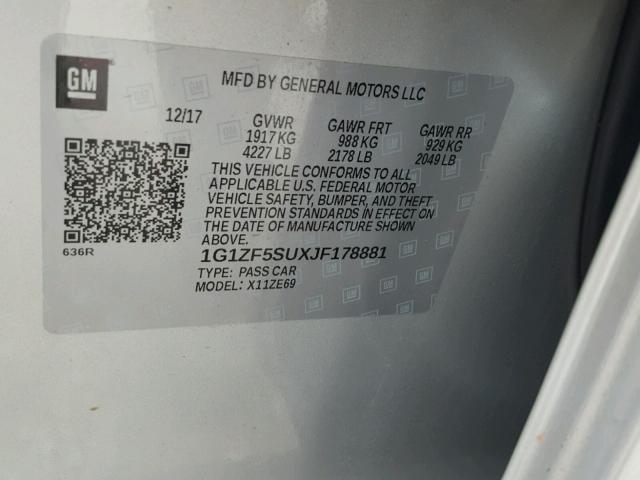 GM
MFD BY GENERAL MOTORS LLC
12/17 GVWR GAWR FRT GAWR RR
1917 KG 988 KG 929 KG
4227 LB 2178 LB 2049 LB
THIS VEHICLE CONFORMS TO ALL
APPLICABLE U.S. FEDERAL MOTOR
VEHICLE SAFETY, BUMPER, AND THEFT
PREVENTION STANDARDS IN EFFECT ON
THE DATE OF MANUFACTURE SHOWN
ABOVE.
636R
1G1ZF5SUXJF178881
TYPE: PASS CAR
MODEL: X11ZE69